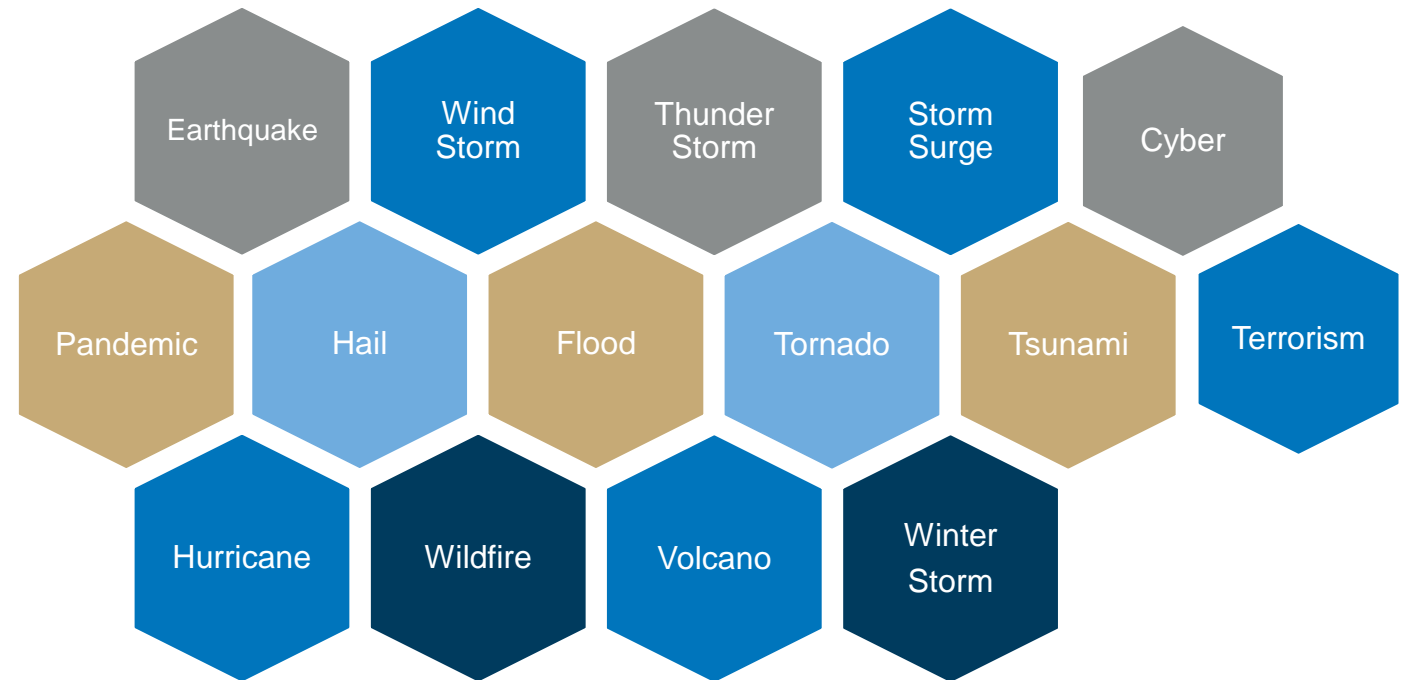 Earthquake
Wind
Storm
Thunder
Storm
Storm
Surge
Cyber
Pandemic
Hail
Flood
Tornado
Tsunami
Terrorism
Hurricane
Wildfire
Volcano
Winter
Storm